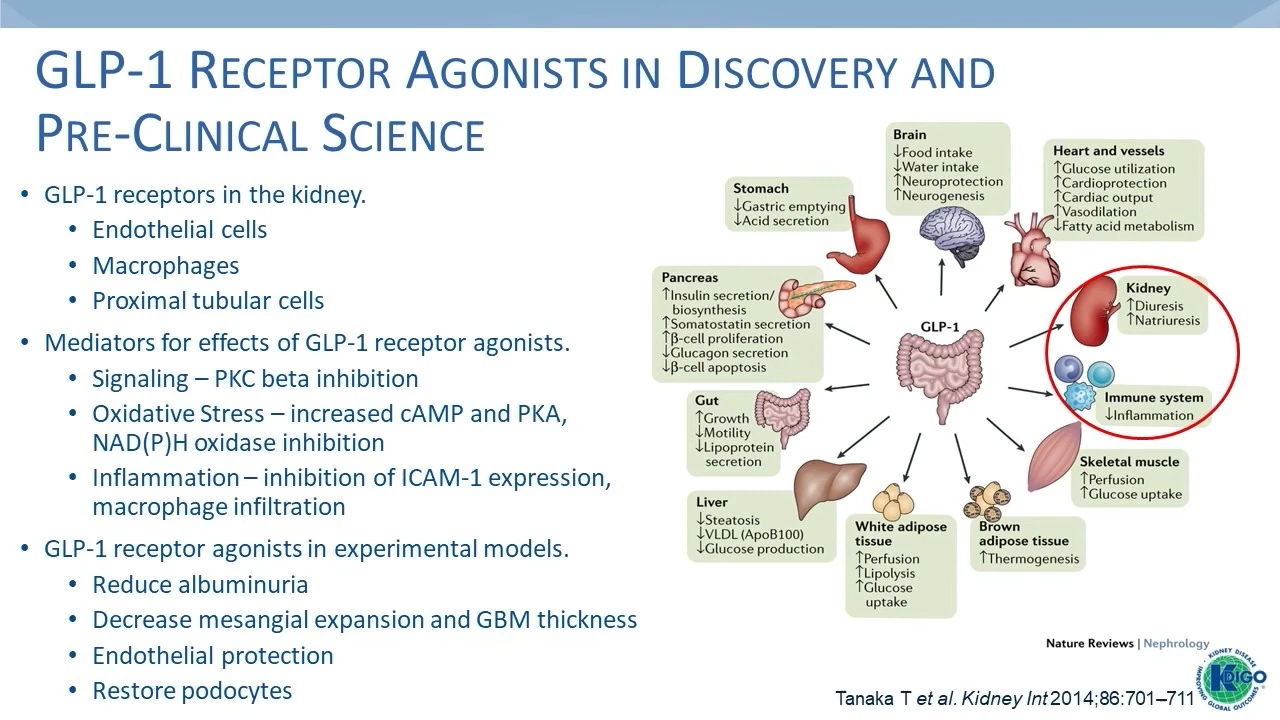 GLP-1 RECEPTOR AGONISTS IN DISCOVERY AND
PRE-CLINICAL SCIENCE
• GLP-1 receptors in the kidney.
• Endothelial cells
• Macrophages
• Proximal tubular cells
• Mediators for effects of GLP-1 receptor agonists.
• Signaling – PKC beta inhibition
• Oxidative Stress – increased cAMP and PKA,
NAD(P)H oxidase inhibition
• Inflammation – inhibition of ICAM-1 expression,
macrophage infiltration
• GLP-1 receptor agonists in experimental models.
• Reduce albuminuria
• Decrease mesangial expansion and GBM thickness
• Endothelial protection
• Restore podocytes
Brain
↓Food intake
↓Water intake
↑Neuroprotection
↑Neurogenesis
Heart and vessels
↑Glucose utilization
↑Cardioprotection
↑Cardiac output
↑Vasodilation
↓Fatty acid metabolism
Stomach
↓Gastric emptying
↓Acid secretion
Pancreas
↑Insulin secretion/
biosynthesis
↑Somatostatin secretion
↑β-cell proliferation
↓Glucagon secretion
↓β-cell apoptosis
GLP-1
Kidney
↑Diuresis
↑Natriuresis
Immune system
↓Inflammation
Gut
↑Growth
↓Motility
↓Lipoprotein
secretion
Skeletal muscle
↑Perfusion
↑Glucose uptake
Liver
↓Steatosis
↓VLDL (ApoB100)
↓Glucose production
White adipose
tissue
↑Perfusion
↑Lipolysis
↑Glucose
uptake
Brown
adipose tissue
↑Thermogenesis
Nature Reviews | Nephrology
Tanaka T et al. Kidney Int 2014;86:701–711
KIDNEY DISEASE
KDIGO
IMPROVING GLOBAL OUTCOMES